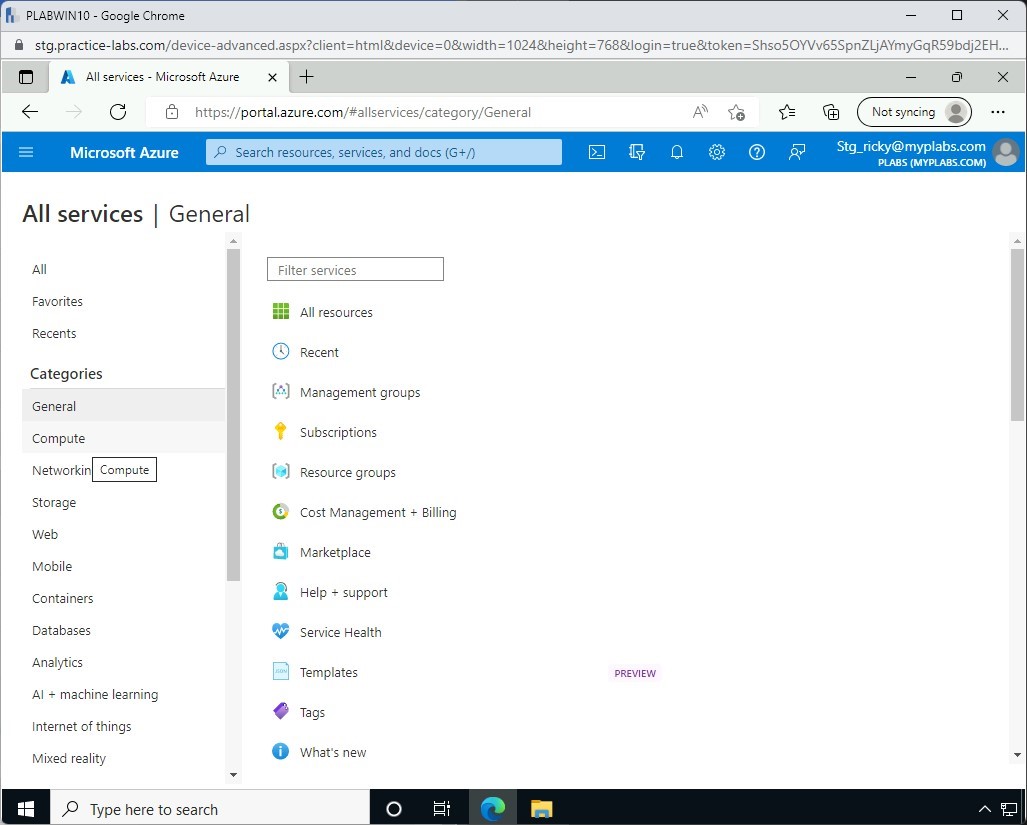 PLABWIN10 - Google Chrome
stg.practice-labs.com/device-advanced.aspx?client=html&device=0&width=1024&height=768&login=true&token=Shso5OYVv65SpnZLjAYmyGqR59bdj2EH...
All services - Microsoft Azure
https://portal.azure.com/#allservices/category/General
Not syncing
Microsoft Azure
Search resources, services, and docs (G+/)
Stg_ricky@myplabs.com
PLABS (MYPLABS.COM)
All services | General
All
Favorites
Recents
Categories
General
Compute
Networkin
Compute
Storage
Web
Mobile
Containers
Databases
Analytics
AI + machine learning
Internet of things
Mixed reality
Filter services
All resources
Recent
Management groups
Subscriptions
Resource groups
Cost Management + Billing
Marketplace
Help + support
Service Health
Templates PREVIEW
Tags
What's new
Type here to search